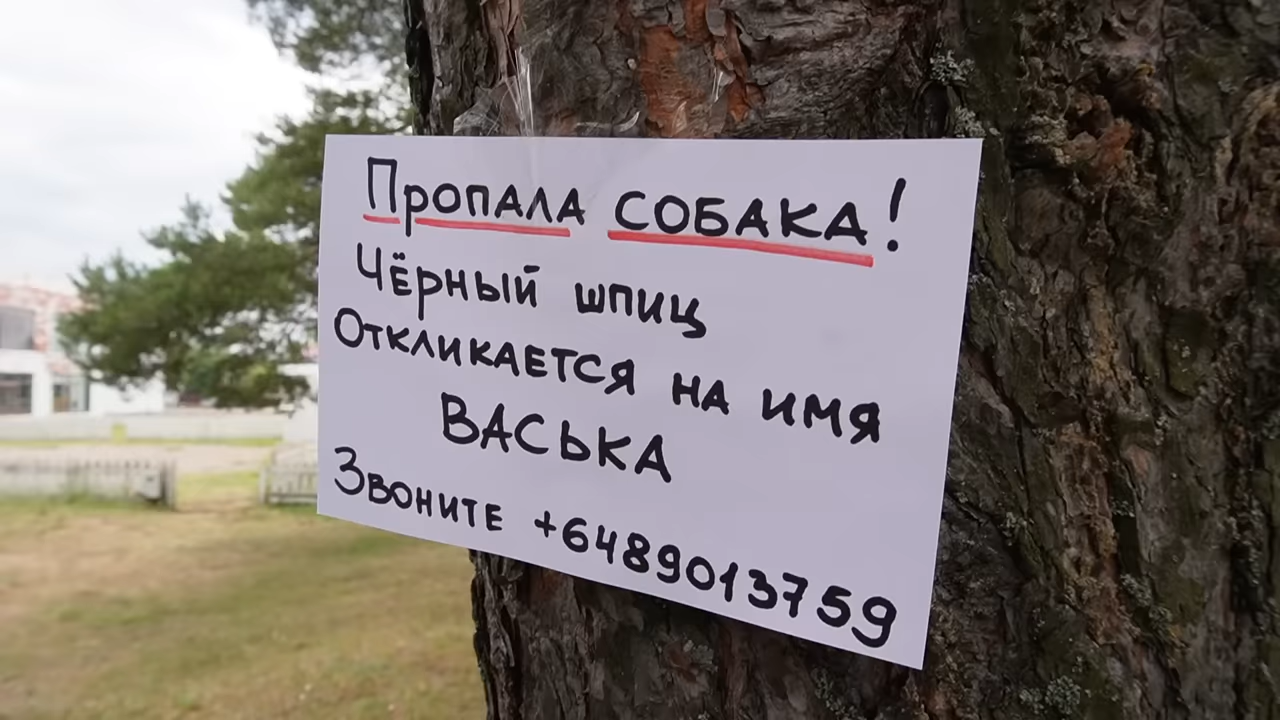 Пропала собака!
Чёрный шпиц
Откликается на имя
Васька
Звоните +6489013759